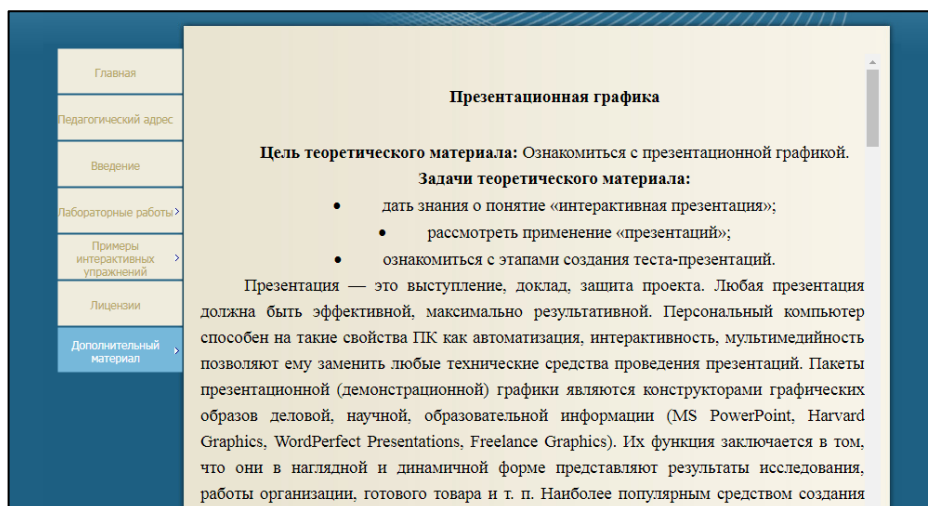 Главная
Педагогический адрес
Введение
Лабораторные работы
Примеры
интерактивных
упражнений
Лицензии
Дополнительный
материал
Презентационная графика
Цель теоретического материала: Ознакомиться с презентационной графикой.
Задачи теоретического материала:
● дать знания о понятие «интерактивная презентация»;
● рассмотреть применение «презентаций»;
● ознакомиться с этапами создания теста-презентаций.
Презентация — это выступление, доклад, защита проекта. Любая презентация
должна быть эффективной, максимально результативной. Персональный компьютер
способен на такие свойства ПК как автоматизация, интерактивность, мультимедийность
позволяют ему заменить любые технические средства проведения презентаций. Пакеты
презентационной (демонстрационной) графики являются конструкторами графических
образов деловой, научной, образовательной информации (MS PowerPoint, Harvard
Graphics, WordPerfect Presentations, Freelance Graphics). Их функция заключается в том,
что они в наглядной и динамичной форме представляют результаты исследования,
работы организации, готового товара и т. п. Наиболее популярным средством создания